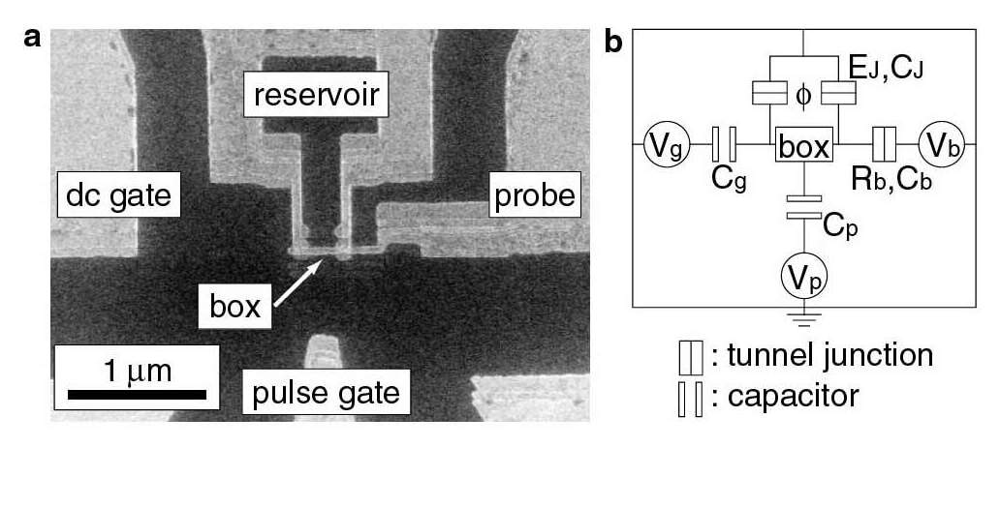 a
reservoir
dc gate
probe
box
1 μm
pulse gate
b
EJ,CJ
ϕ
Vg
box
Vb
Cg
Rb,Cb
Cp
Vp
: tunnel junction
: capacitor